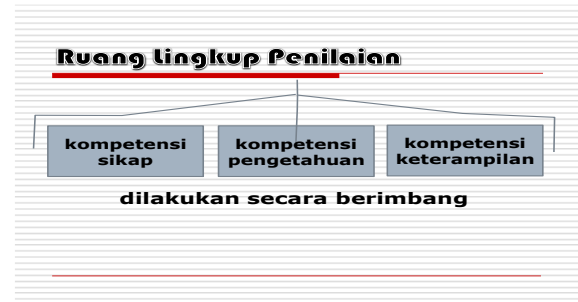 Ruang Lingkup Penilaian
kompetensi
sikap
kompetensi
pengetahuan
kompetensi
keterampilan
dilakukan secara berimbang